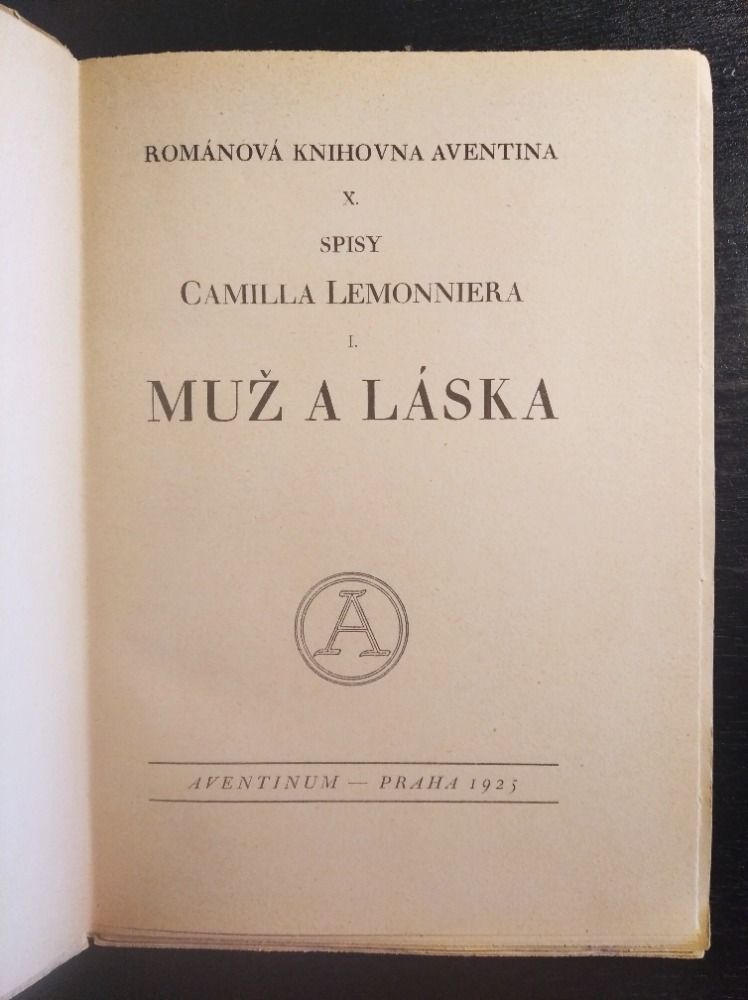 ROMÁNOVÁ KNIHOVNA AVENTINA
X.
SPISY
CAMILLA LEMONNIERA
I.
MUŽ A LÁSKA
A
AVENTINUM — PRAHA 1925